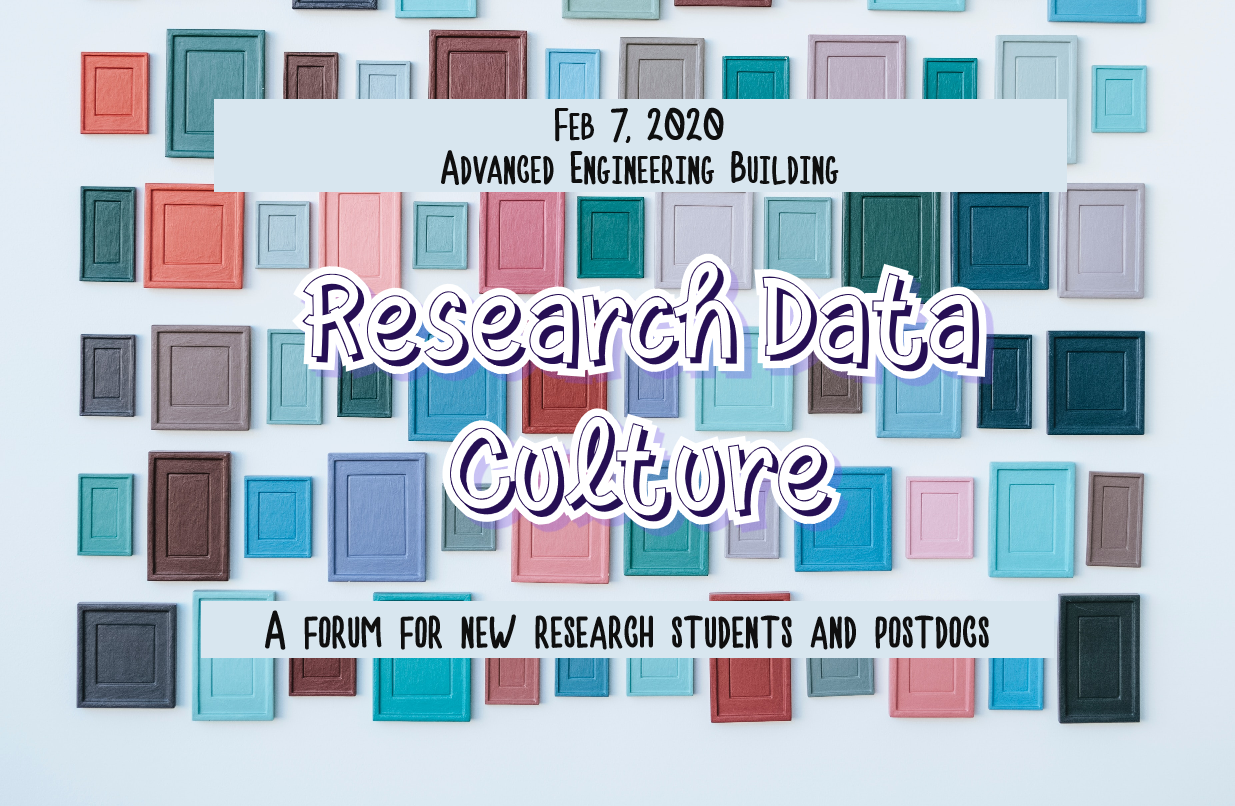 Feb 7, 2020
Advanced Engineering Building
Research Data
Culture
A forum for new research students and postdocs